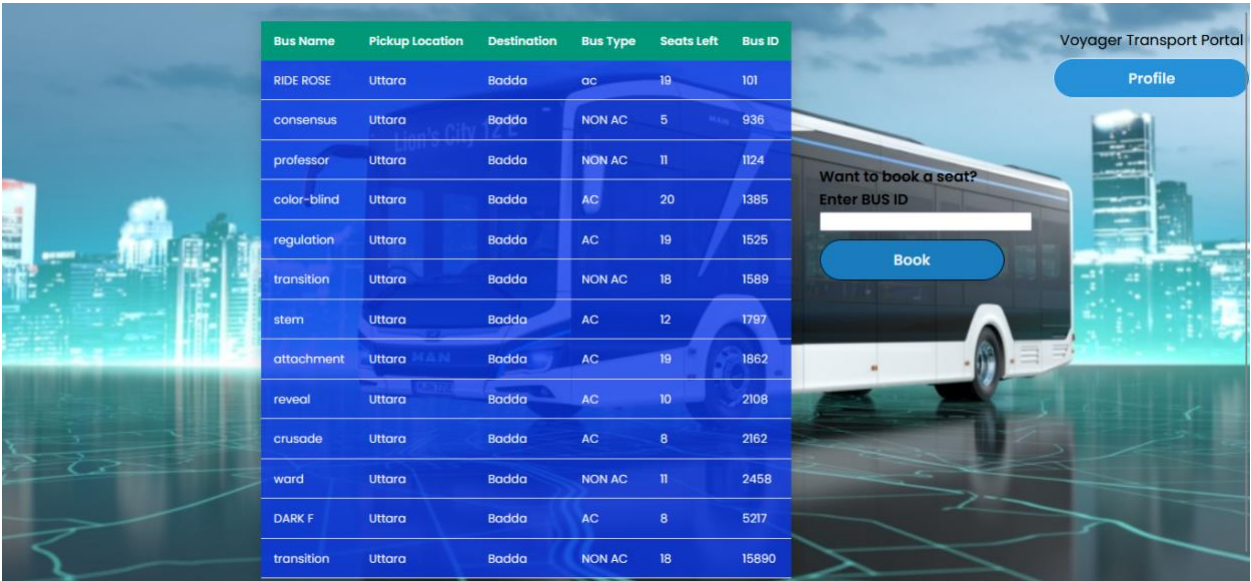 Bus Name Pickup Location Destination Bus Type Seats Left Bus ID
RIDE ROSE Uttara Badda ac 19 101
consensus Uttara Badda NON AC 5 936
professor Uttara Badda NON AC 11 1124
color-blind Uttara Badda AC 20 1385
regulation Uttara Badda AC 19 1525
transition Uttara Badda NON AC 18 1589
stem Uttara Badda AC 12 1797
attachment Uttara Badda AC 19 1862
reveal Uttara Badda AC 10 2108
crusade Uttara Badda AC 8 2162
ward Uttara Badda NON AC 11 2458
DARK F Uttara Badda AC 8 5217
transition Uttara Badda NON AC 18 15890
Lion's City 12 E
MAN
MAN
Want to book a seat?
Enter BUS ID
Book
Voyager Transport Portal
Profile